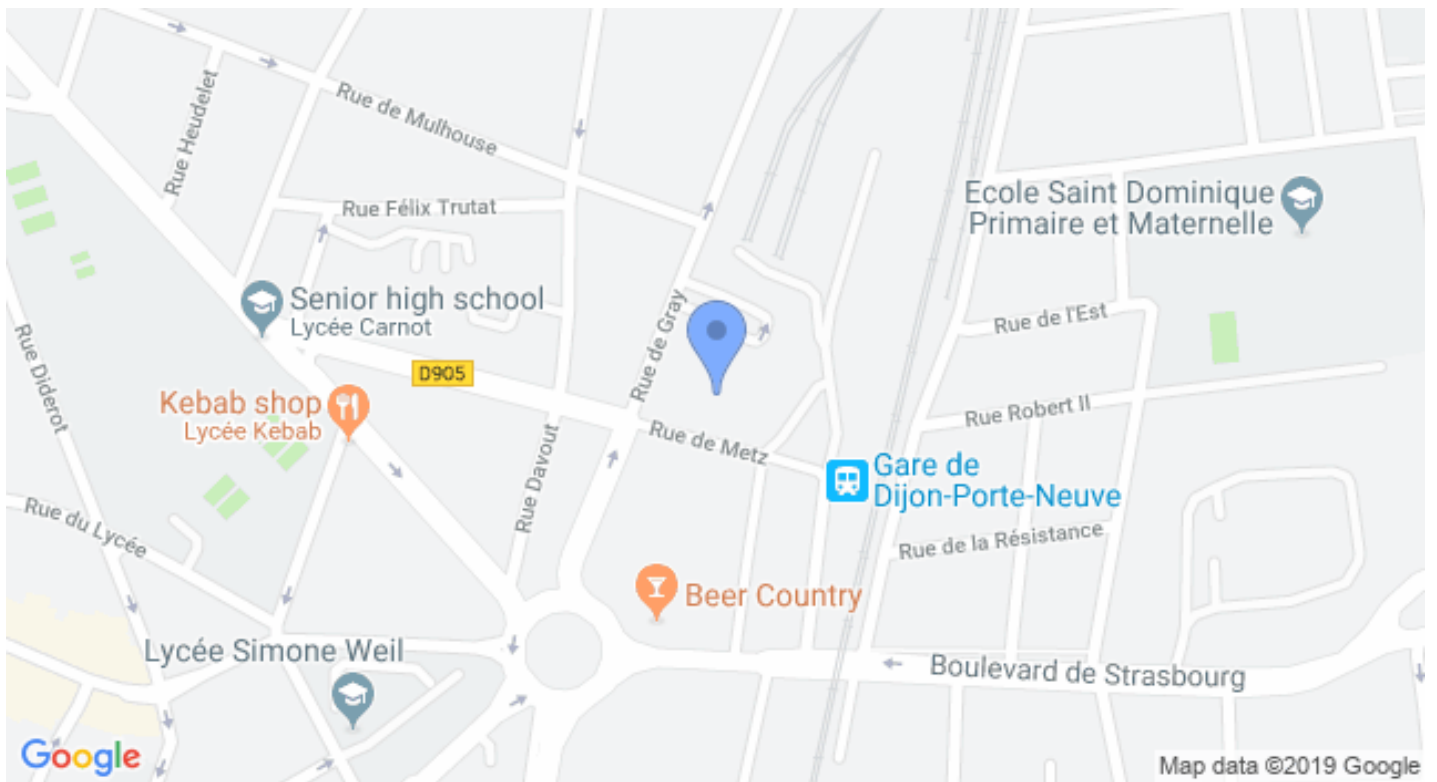 Rue Heudelet
Rue de Mulhouse
Rue Félix Trutat
Ecole Saint Dominique
Primaire et Maternelle
Senior high school
Lycée Carnot
Rue de Gray
Rue de l'Est
Rue Diderot
D905
Kebab shop
Lycée Kebab
Rue Robert II
Rue de Metz
Rue Davout
Gare de
Dijon-Porte-Neuve
Rue du Lycée
Rue de la Résistance
Beer Country
Lycée Simone Weil
Boulevard de Strasbourg
Google
Map data ©2019 Google